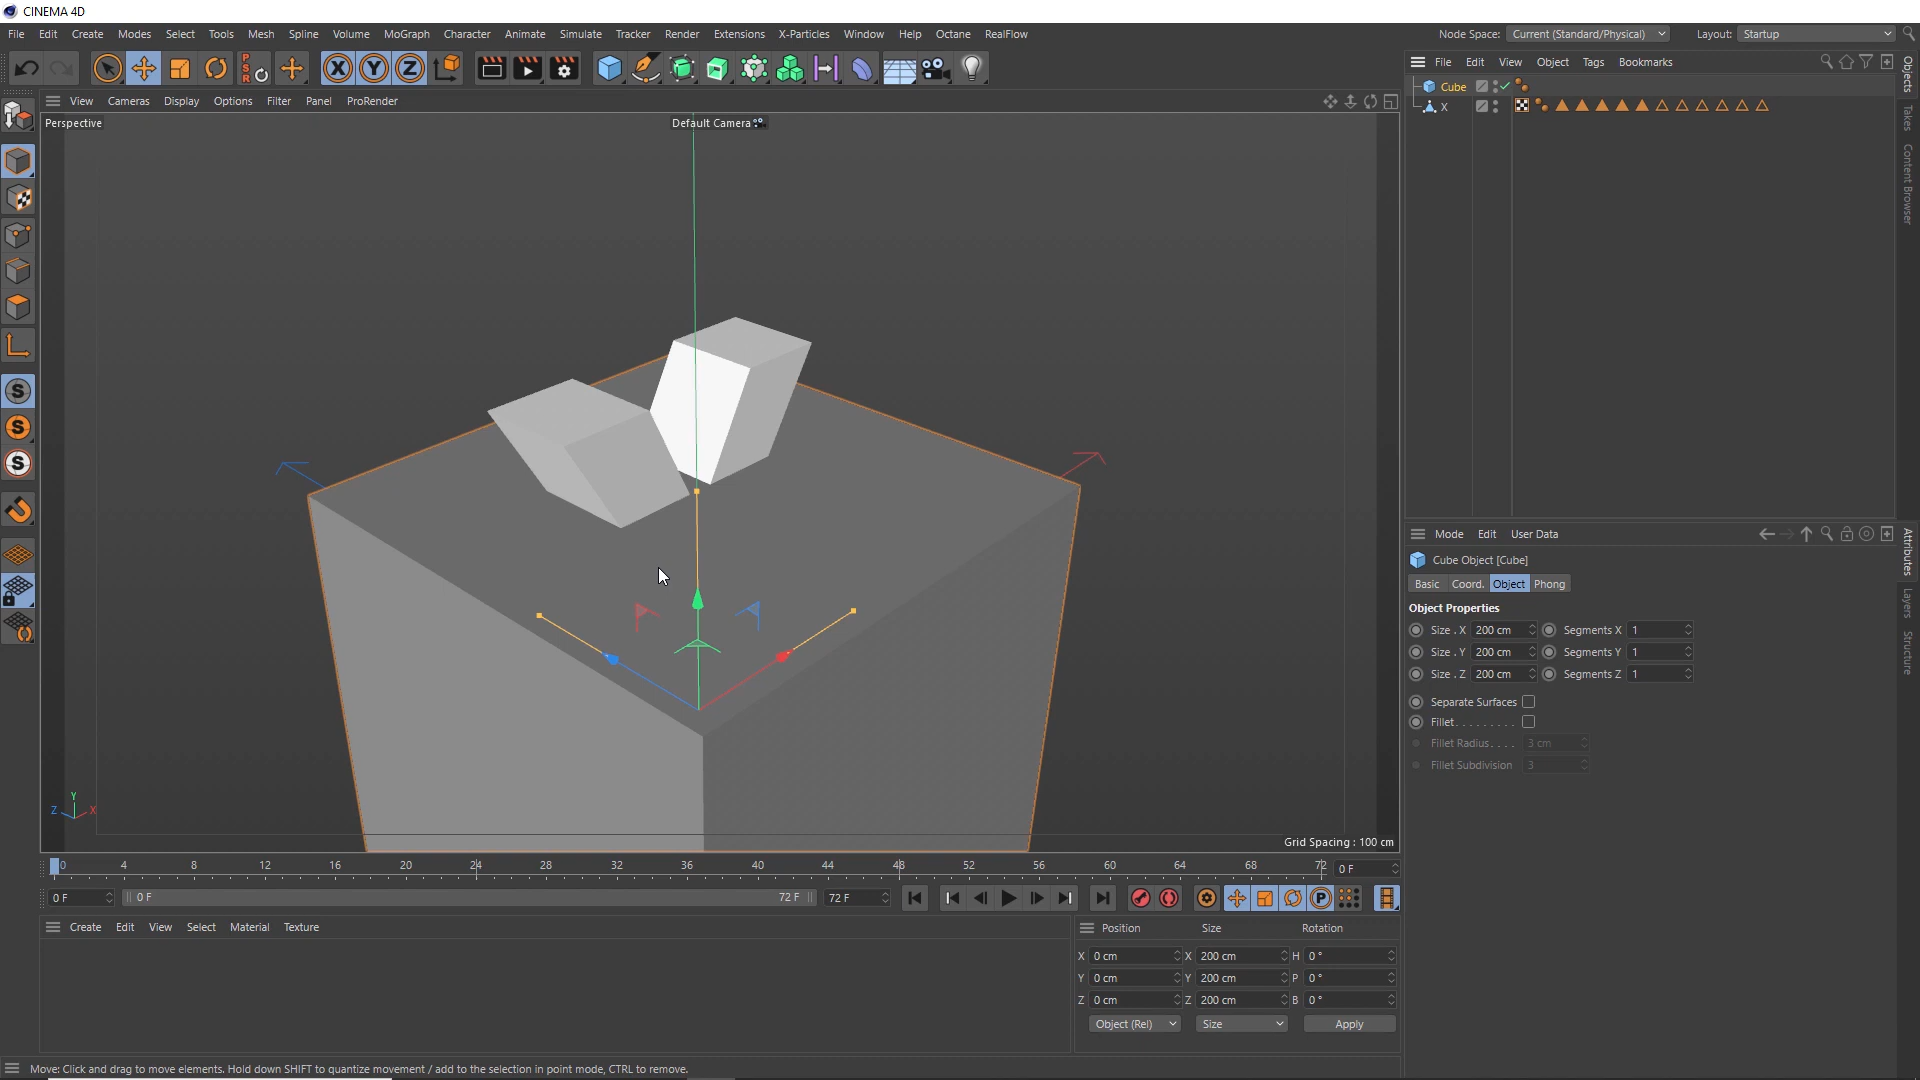 CINEMA 4D
File Edit Create Modes Select Tools Mesh Spline Volume MoGraph Character Animate Simulate Tracker Render Extensions X-Particles Window Help Octane RealFlow
Node Space: Current (Standard/Physical) Layout: Startup
X Y Z
PSR
File Edit View Object Tags Bookmarks
View Cameras Display Options Filter Panel ProRender
Perspective
Default Camera
Cube
X
Objects
Takes
Content Browser
S
S
S
Mode Edit User Data
Cube Object [Cube]
Basic Coord. Object Phong
Object Properties
Size . X 200 cm Segments X 1
Size . Y 200 cm Segments Y 1
Size . Z 200 cm Segments Z 1
Separate Surfaces
Fillet. . . . . . . . .
Fillet Radius. . . . 3 cm
Fillet Subdivision 3
Attributes
Layers
Structure
Y
Z X
Grid Spacing : 100 cm
0 4 8 12 16 20 24 28 32 36 40 44 48 52 56 60 64 68 72 0 F
0 F 0 F 72 F 72 F P
Create Edit View Select Material Texture
Position Size Rotation
X 0 cm X 200 cm H 0 °
Y 0 cm Y 200 cm P 0 °
Z 0 cm Z 200 cm B 0 °
Object (Rel) Size Apply
Move: Click and drag to move elements. Hold down SHIFT to quantize movement / add to the selection in point mode, CTRL to remove.